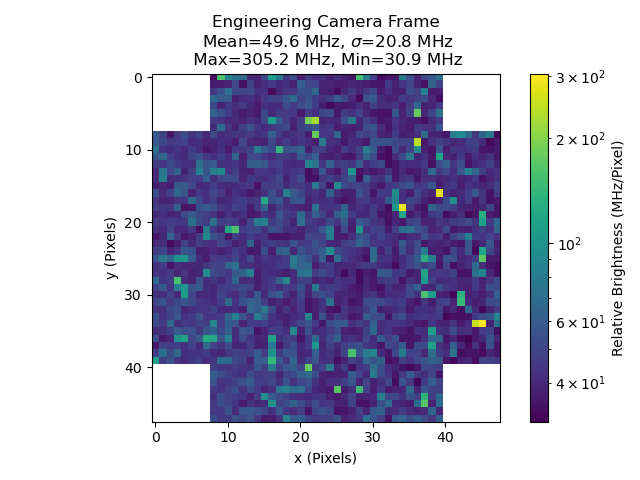 Engineering Camera Frame
Mean=49.6 MHz, σ=20.8 MHz
Max=305.2 MHz, Min=30.9 MHz
0
10
20
30
40
y (Pixels)
0 10 20 30 40
x (Pixels)
3 × 10²
2 × 10²
10²
6 × 10¹
4 × 10¹
Relative Brightness (MHz/Pixel)